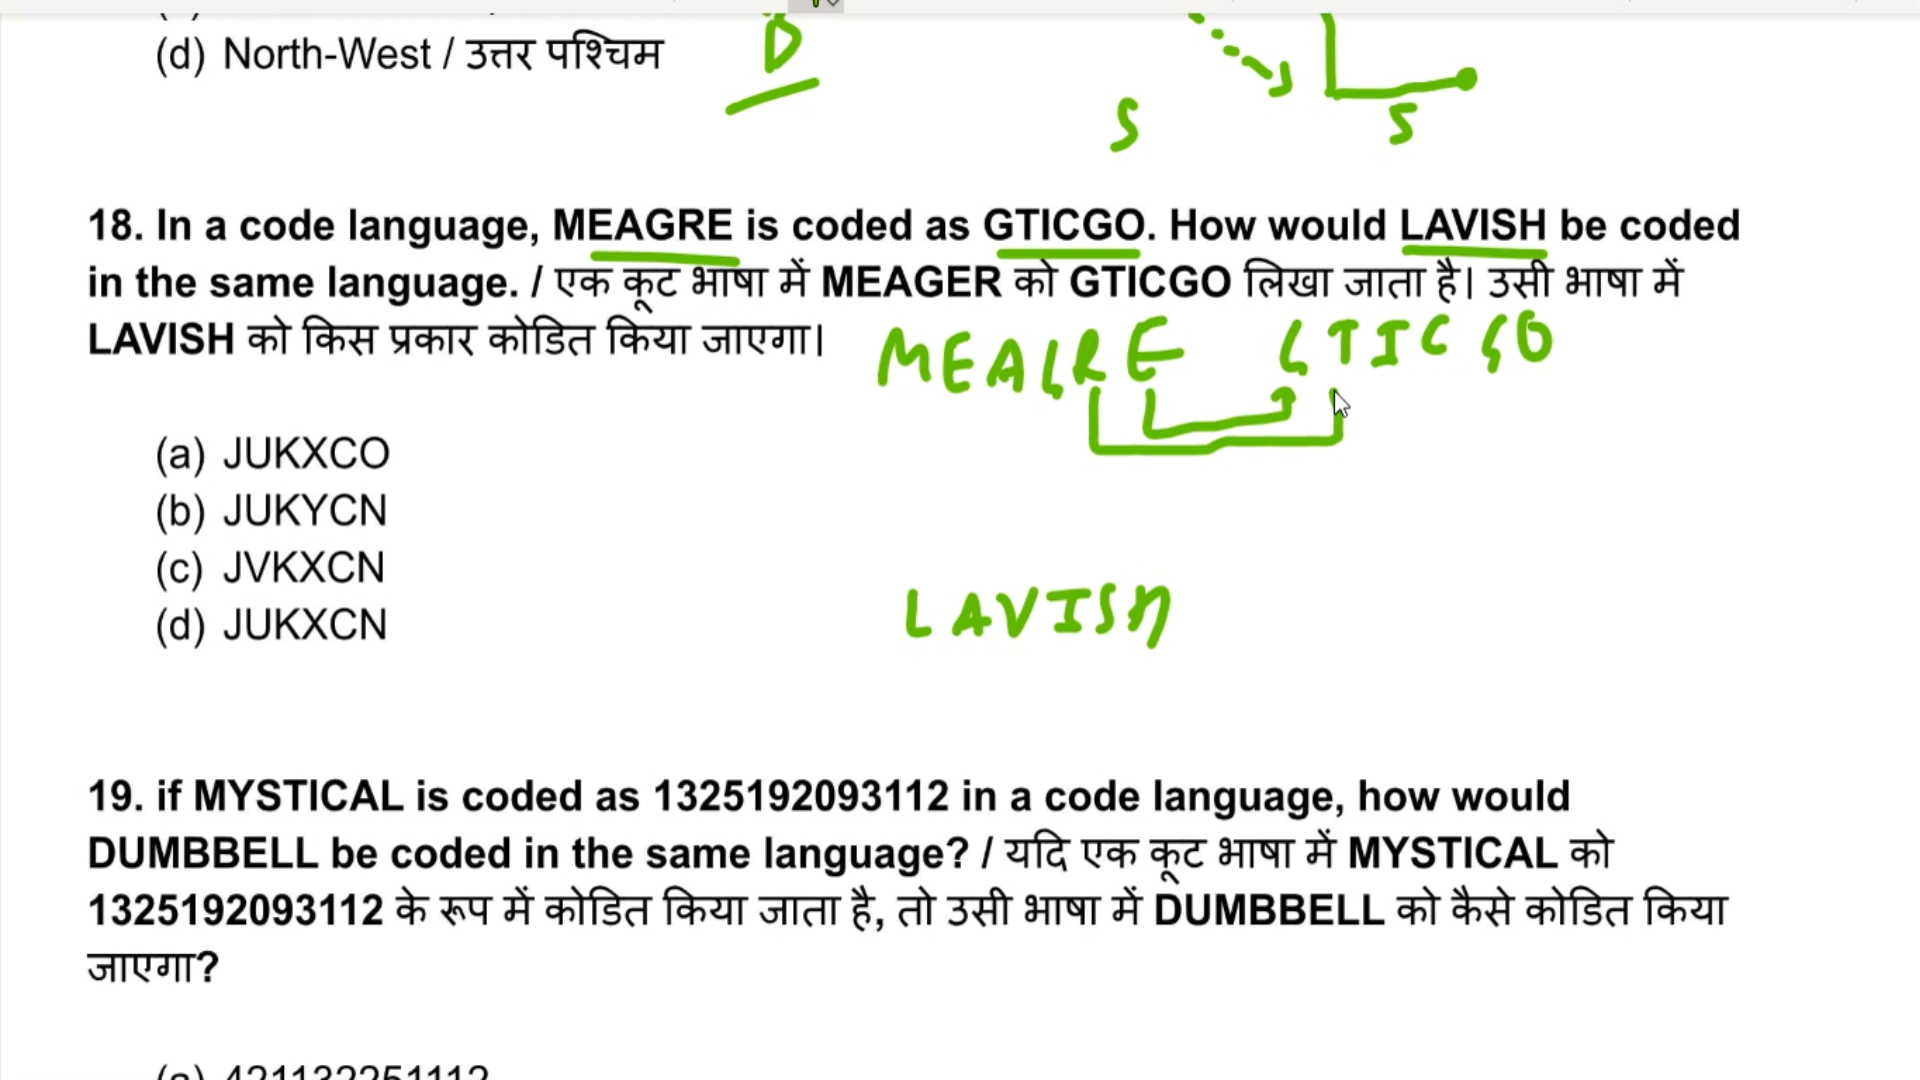 (d) North-West / उत्तर पश्चिम
B
S
5
18. In a code language, MEAGRE is coded as GTICGO. How would LAVISH be coded
in the same language. / एक कूट भाषा में MEAGER को GTICGO लिखा जाता है। उसी भाषा में
LAVISH को किस प्रकार कोडित किया जाएगा।
MEAGRE GTICGO
(a) JUKXCO
(b) JUKYCN
(c) JVKXCN
(d) JUKXCN
LAVISH
19. if MYSTICAL is coded as 1325192093112 in a code language, how would
DUMBBELL be coded in the same language? / यदि एक कूट भाषा में MYSTICAL को
1325192093112 के रूप में कोडित किया जाता है, तो उसी भाषा में DUMBBELL को कैसे कोडित किया
जाएगा?